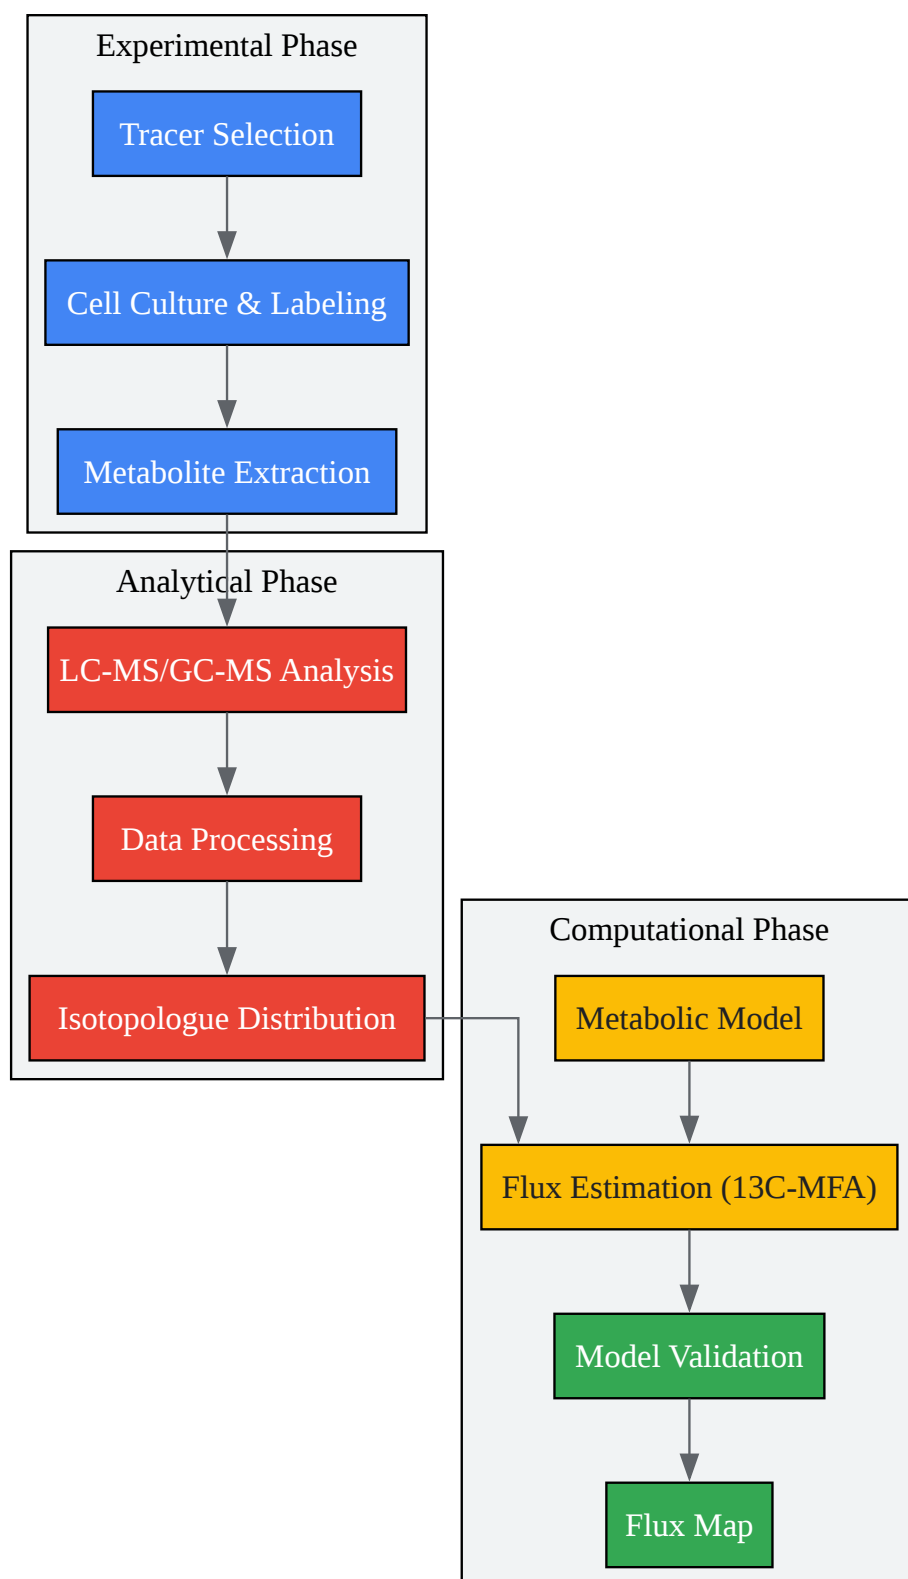 Experimental Phase
Tracer Selection
Cell Culture & Labeling
Metabolite Extraction
Analytical Phase
LC-MS/GC-MS Analysis
Data Processing
Isotopologue Distribution
Computational Phase
Metabolic Model
Flux Estimation (13C-MFA)
Model Validation
Flux Map